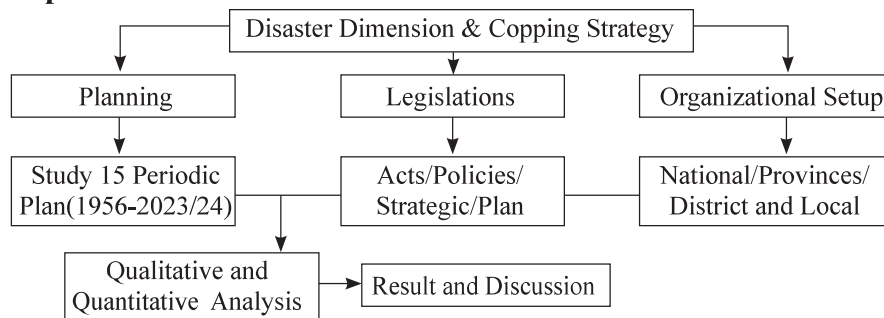 Disaster Dimension & Copping Strategy
Planning
Legislations
Organizational Setup
Study 15 Periodic
Plan(1956-2023/24)
Acts/Policies/
Strategic/Plan
National/Provinces/
District and Local
Qualitative and
Quantitative Analysis
Result and Discussion